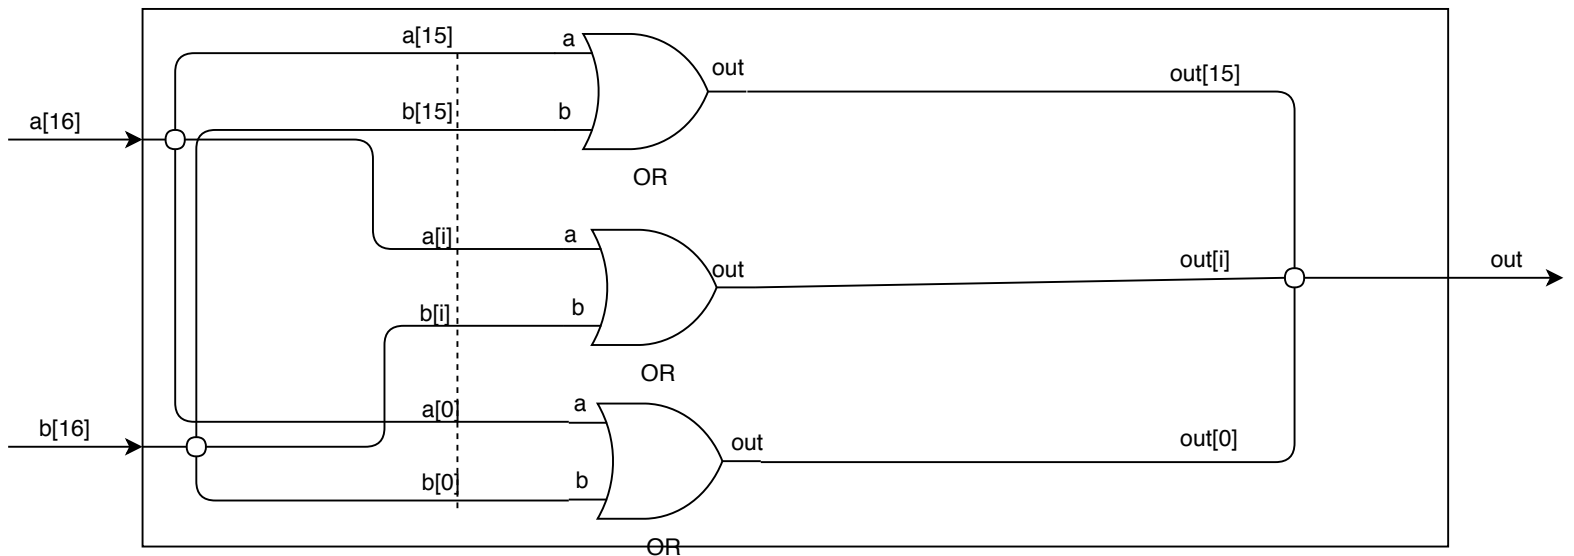 a[15] a out out[15]
a[16] b[15] b
OR
a[i] a out out[i] out
b[i] b
OR
a[0] a
b[16] out out[0]
b[0] b
OR